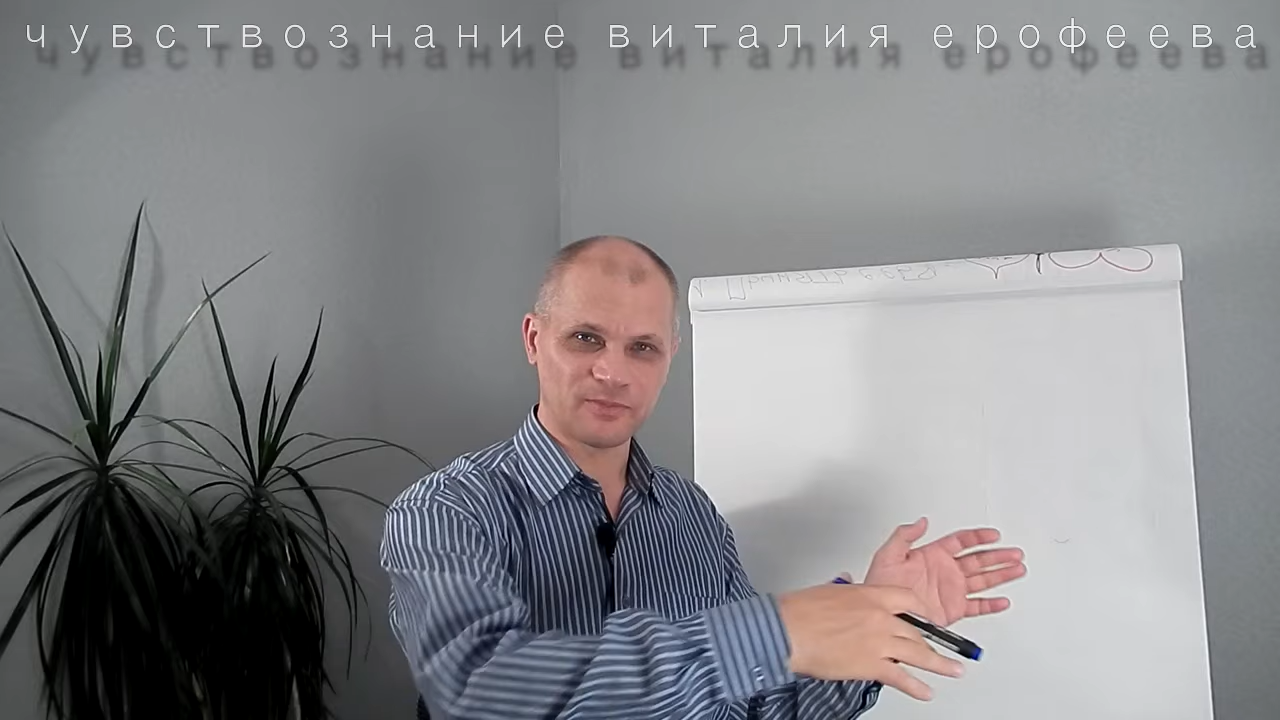 чувствознание виталия ерофеева